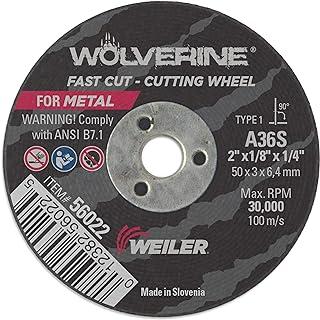 WOLVERINE®
FAST CUT - CUTTING WHEEL
FOR METAL
WARNING! Comply
with ANSI B7.1
TYPE 1
90°
A36S
2" x1/8" x 1/4"
50 x 3 x 6,4 mm
Max. RPM
30,000
100 m/s
ITEM# 56022
0 12382 56022 5
WEILER®
Made in Slovenia